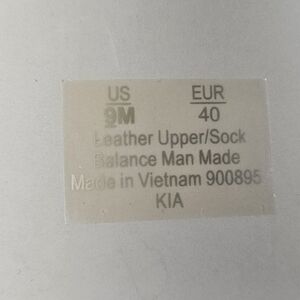 US EUR
9M 40
Leather Upper/Sock
Balance Man Made
Made in Vietnam 900895
KIA